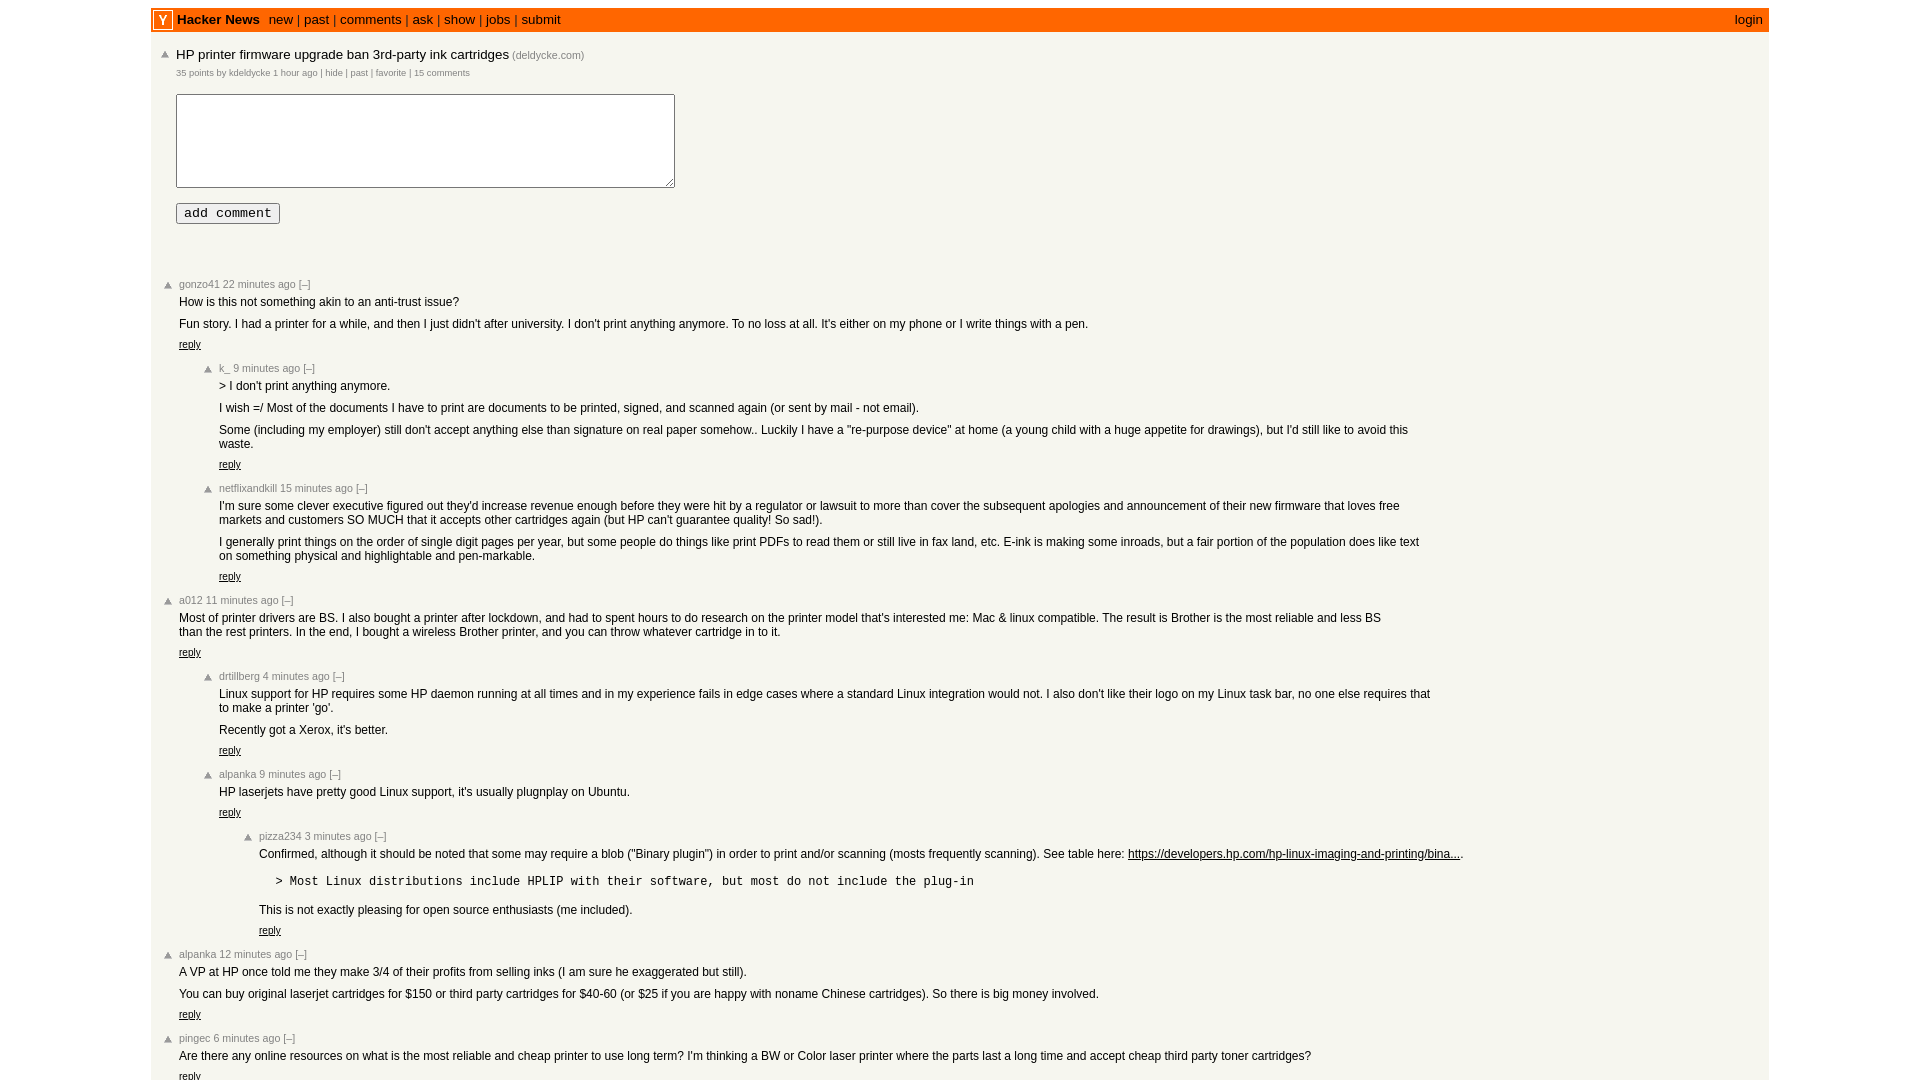 Y Hacker News new | past | comments | ask | show | jobs | submit login
HP printer firmware upgrade ban 3rd-party ink cartridges (deldycke.com)
35 points by kdeldycke 1 hour ago | hide | past | favorite | 15 comments
add comment
gonzo41 22 minutes ago [–]
How is this not something akin to an anti-trust issue?
Fun story. I had a printer for a while, and then I just didn't after university. I don't print anything anymore. To no loss at all. It's either on my phone or I write things with a pen.
reply
k_ 9 minutes ago [–]
> I don't print anything anymore.
I wish =/ Most of the documents I have to print are documents to be printed, signed, and scanned again (or sent by mail - not email).
Some (including my employer) still don't accept anything else than signature on real paper somehow.. Luckily I have a "re-purpose device" at home (a young child with a huge appetite for drawings), but I'd still like to avoid this
waste.
reply
netflixandkill 15 minutes ago [–]
I'm sure some clever executive figured out they'd increase revenue enough before they were hit by a regulator or lawsuit to more than cover the subsequent apologies and announcement of their new firmware that loves free
markets and customers SO MUCH that it accepts other cartridges again (but HP can't guarantee quality! So sad!).
I generally print things on the order of single digit pages per year, but some people do things like print PDFs to read them or still live in fax land, etc. E-ink is making some inroads, but a fair portion of the population does like text
on something physical and highlightable and pen-markable.
reply
a012 11 minutes ago [–]
Most of printer drivers are BS. I also bought a printer after lockdown, and had to spent hours to do research on the printer model that's interested me: Mac & linux compatible. The result is Brother is the most reliable and less BS
than the rest printers. In the end, I bought a wireless Brother printer, and you can throw whatever cartridge in to it.
reply
drtillberg 4 minutes ago [–]
Linux support for HP requires some HP daemon running at all times and in my experience fails in edge cases where a standard Linux integration would not. I also don't like their logo on my Linux task bar, no one else requires that
to make a printer 'go'.
Recently got a Xerox, it's better.
reply
alpanka 9 minutes ago [–]
HP laserjets have pretty good Linux support, it's usually plugnplay on Ubuntu.
reply
pizza234 3 minutes ago [–]
Confirmed, although it should be noted that some may require a blob ("Binary plugin") in order to print and/or scanning (mosts frequently scanning). See table here: https://developers.hp.com/hp-linux-imaging-and-printing/bina....
> Most Linux distributions include HPLIP with their software, but most do not include the plug-in
This is not exactly pleasing for open source enthusiasts (me included).
reply
alpanka 12 minutes ago [–]
A VP at HP once told me they make 3/4 of their profits from selling inks (I am sure he exaggerated but still).
You can buy original laserjet cartridges for $150 or third party cartridges for $40-60 (or $25 if you are happy with noname Chinese cartridges). So there is big money involved.
reply
pingec 6 minutes ago [–]
Are there any online resources on what is the most reliable and cheap printer to use long term? I'm thinking a BW or Color laser printer where the parts last a long time and accept cheap third party toner cartridges?
reply